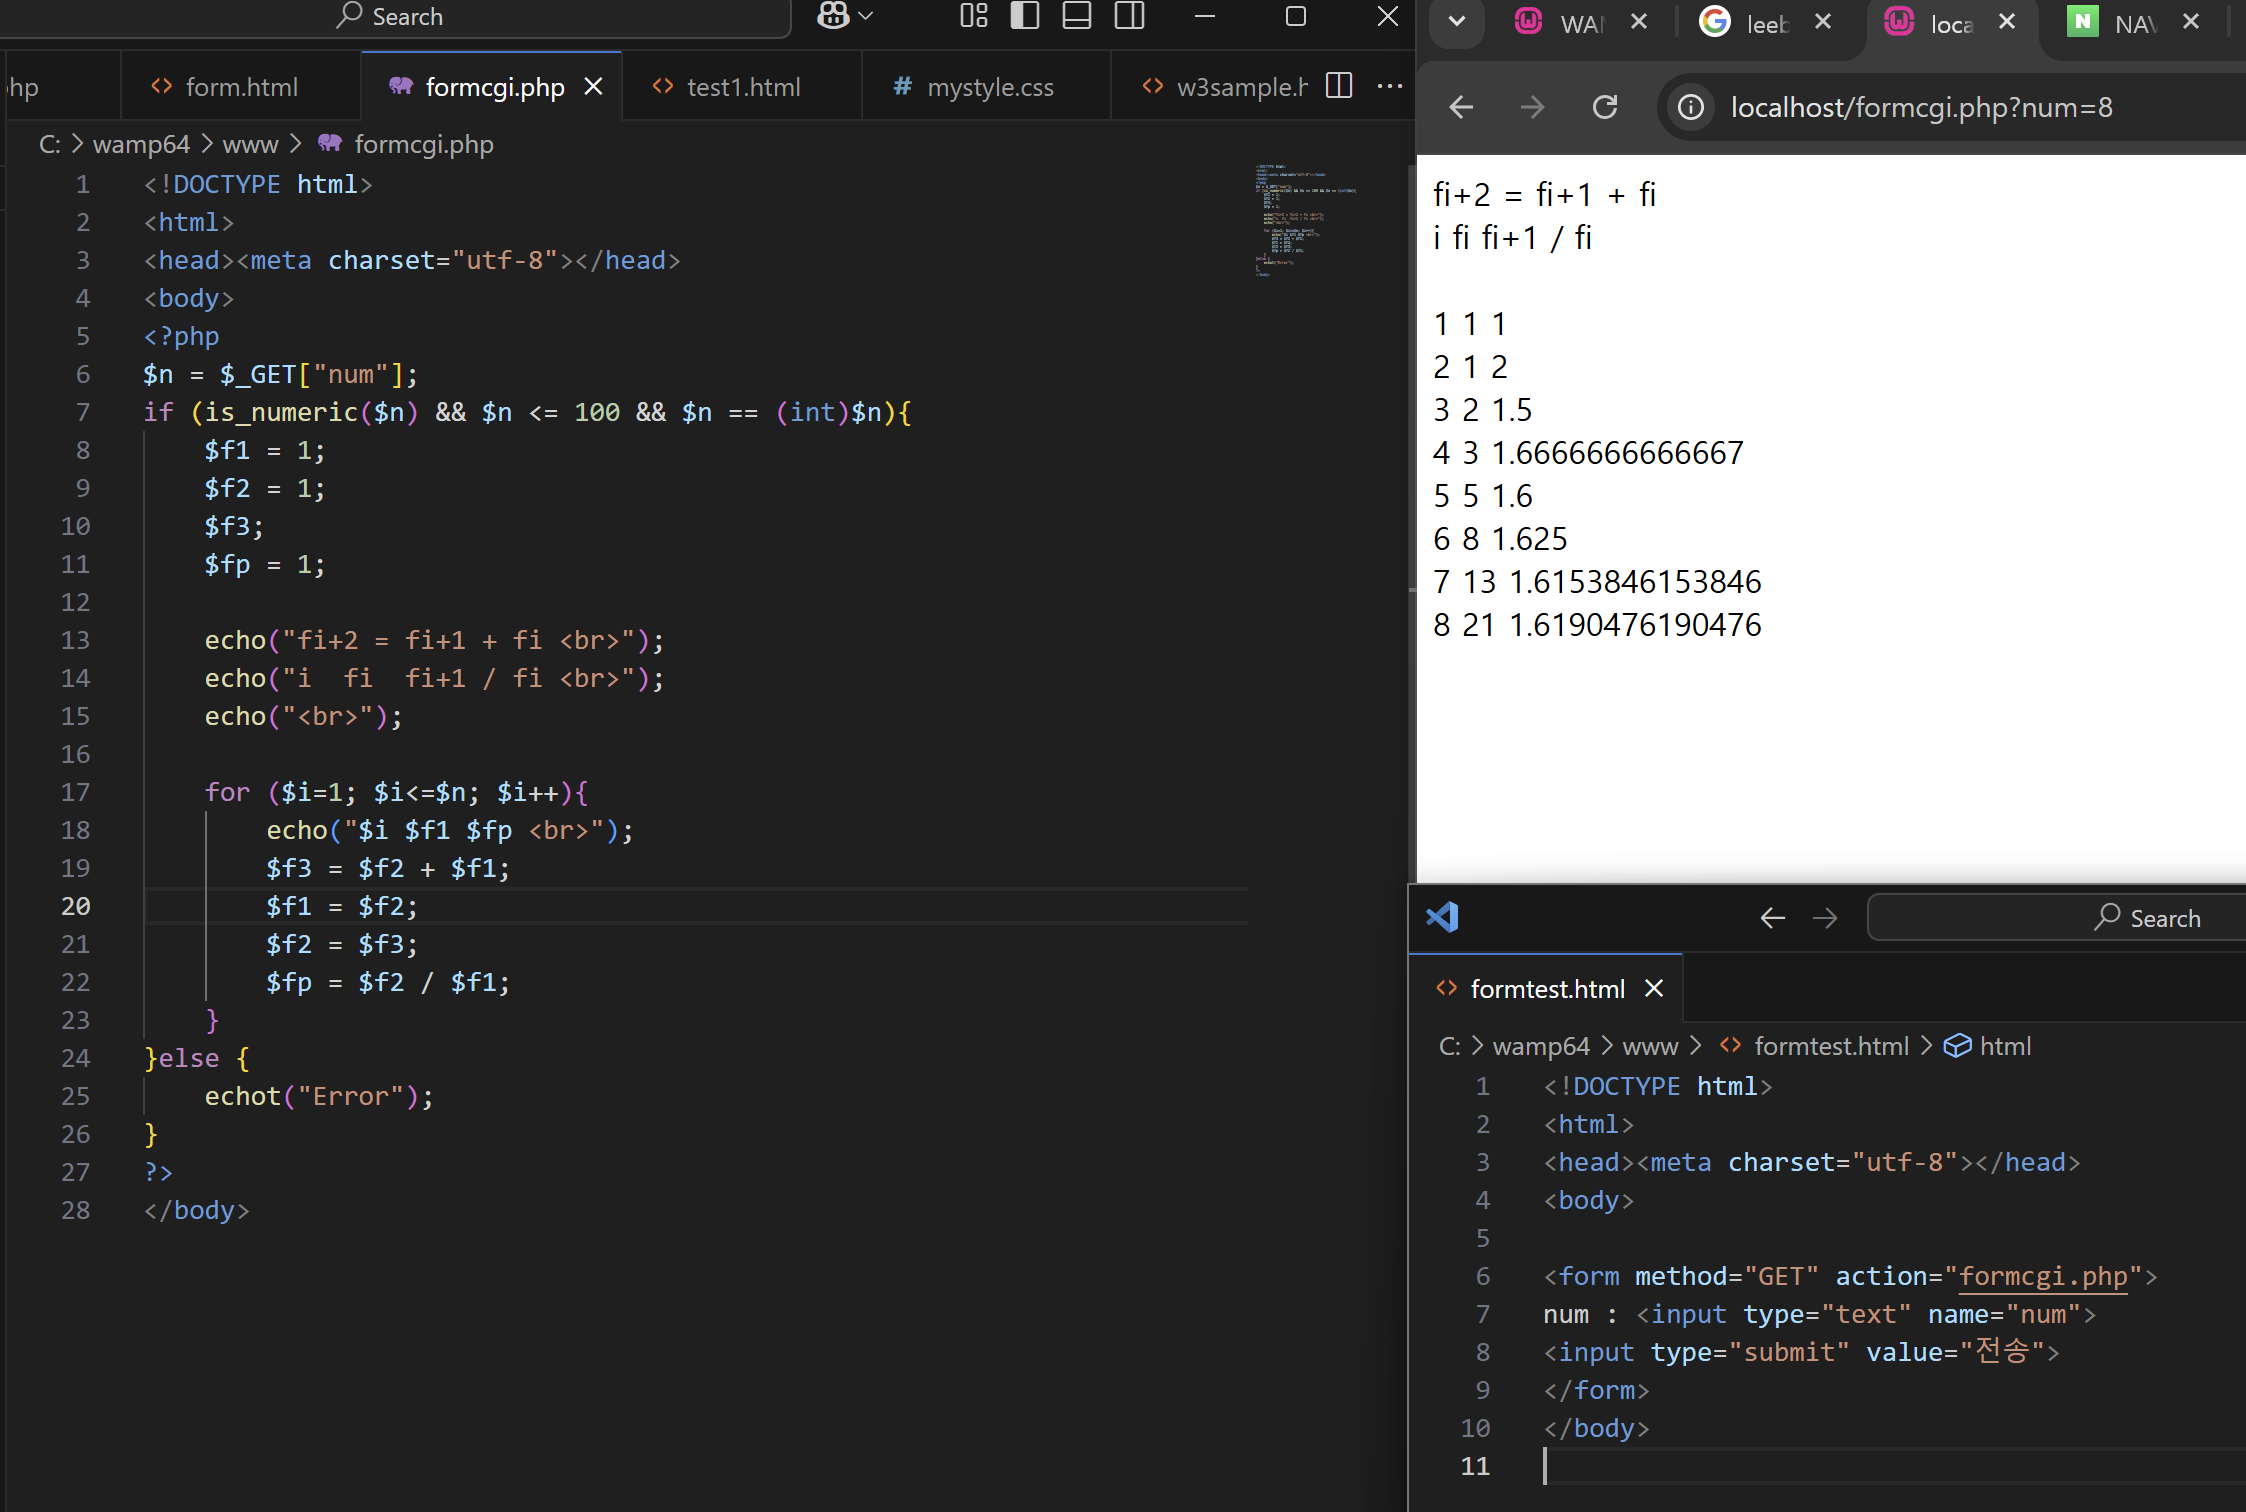 Search
hp
form.html
formcgi.php
test1.html
mystyle.css
w3sample.h
C: > wamp64 > www > formcgi.php
1 <!DOCTYPE html>
2 <html>
3 <head><meta charset="utf-8"></head>
4 <body>
5 <?php
6 $n = $_GET["num"];
7 if (is_numeric($n) && $n <= 100 && $n == (int)$n){
8     $f1 = 1;
9     $f2 = 1;
10     $f3;
11     $fp = 1;
12
13     echo("fi+2 = fi+1 + fi <br>");
14     echo("i  fi  fi+1 / fi <br>");
15     echo("<br>");
16
17     for ($i=1; $i<=$n; $i++){
18         echo("$i $f1 $fp <br>");
19         $f3 = $f2 + $f1;
20         $f1 = $f2;
21         $f2 = $f3;
22         $fp = $f2 / $f1;
23     }
24 }else {
25     echot("Error");
26 }
27 ?>
28 </body>
WAM
leeb
loca
NAV
localhost/formcgi.php?num=8
fi+2 = fi+1 + fi
i fi fi+1 / fi
1 1 1
2 1 2
3 2 1.5
4 3 1.6666666666667
5 5 1.6
6 8 1.625
7 13 1.6153846153846
8 21 1.6190476190476
Search
formtest.html
C: > wamp64 > www > formtest.html > html
1 <!DOCTYPE html>
2 <html>
3 <head><meta charset="utf-8"></head>
4 <body>
5
6 <form method="GET" action="formcgi.php">
7 num : <input type="text" name="num">
8 <input type="submit" value="전송">
9 </form>
10 </body>
11